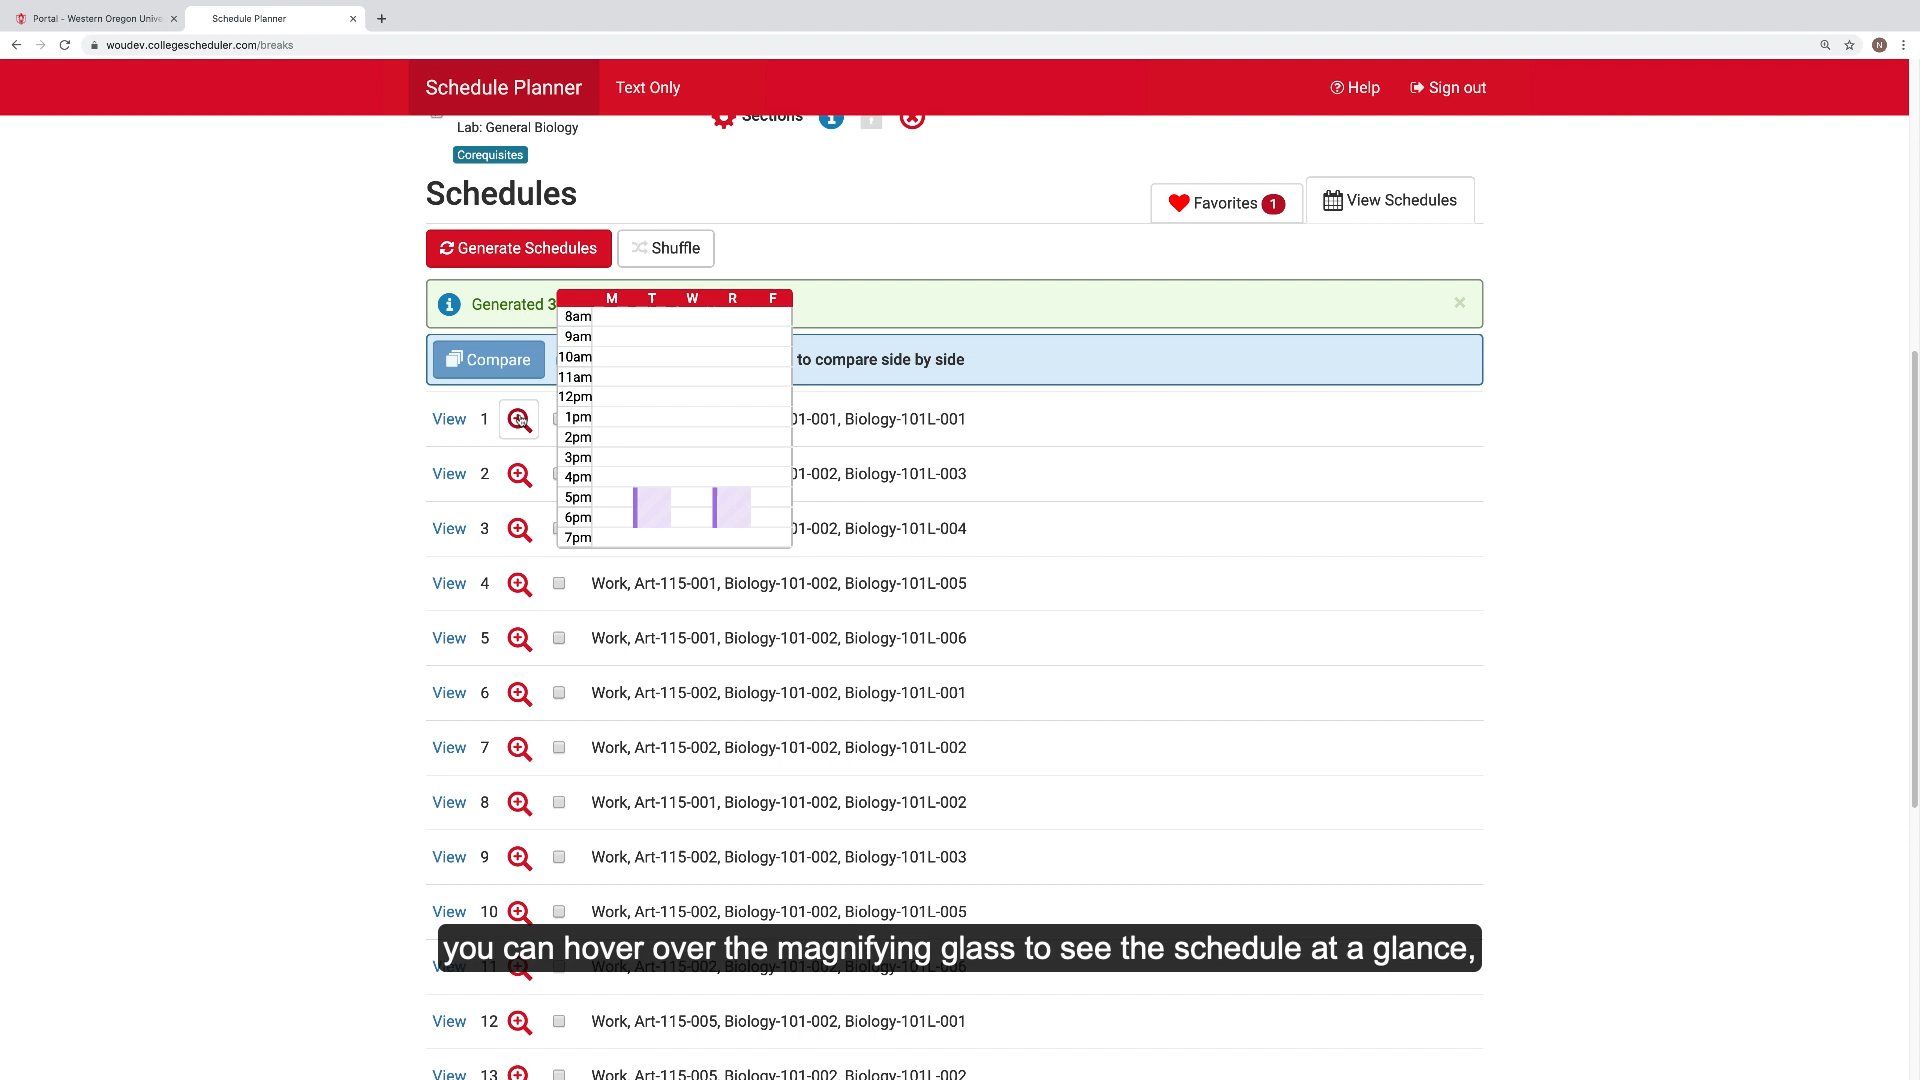 Portal - Western Oregon Unive
Schedule Planner
woudev.collegescheduler.com/breaks
N
Schedule Planner
Text Only
Help
Sign out
Lab: General Biology
Sections
Corequisites
Schedules
Favorites 1
View Schedules
Generate Schedules
Shuffle
Generated 3
M T W R F
8am
9am
10am
11am
12pm
1pm
2pm
3pm
4pm
5pm
6pm
7pm
Compare
to compare side by side
View 1 01-001, Biology-101L-001
View 2 01-002, Biology-101L-003
View 3 01-002, Biology-101L-004
View 4 Work, Art-115-001, Biology-101-002, Biology-101L-005
View 5 Work, Art-115-001, Biology-101-002, Biology-101L-006
View 6 Work, Art-115-002, Biology-101-002, Biology-101L-001
View 7 Work, Art-115-002, Biology-101-002, Biology-101L-002
View 8 Work, Art-115-001, Biology-101-002, Biology-101L-002
View 9 Work, Art-115-002, Biology-101-002, Biology-101L-003
View 10 Work, Art-115-002, Biology-101-002, Biology-101L-005
you can hover over the magnifying glass to see the schedule at a glance,
View 12 Work, Art-115-005, Biology-101-002, Biology-101L-001
View 13 Work, Art-115-005, Biology-101-002, Biology-101L-002